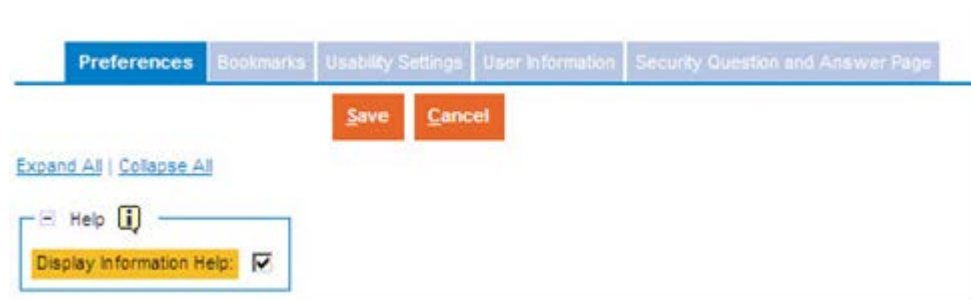 Preferences Bookmarks Usability Settings User Information Security Question and Answer Page
Save Cancel
Expand All | Collapse All
Help
Display Information Help: